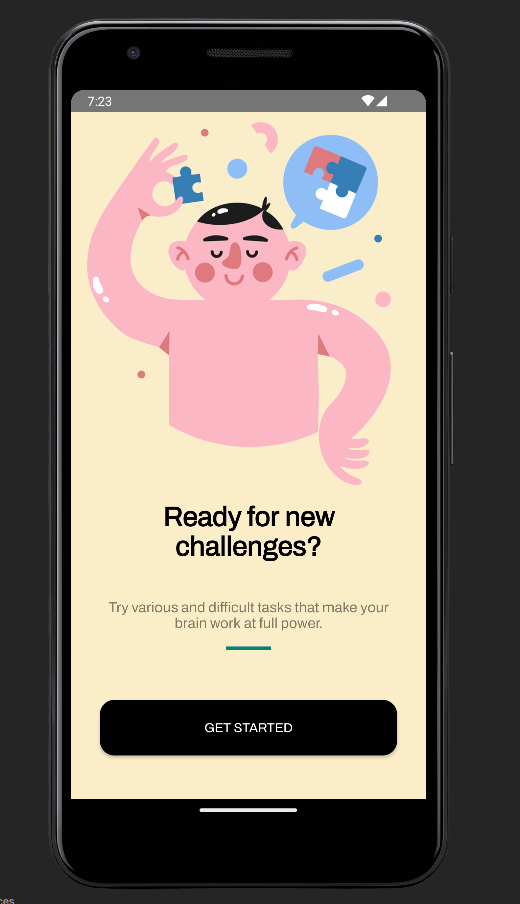 7:23
Ready for new
challenges?
Try various and difficult tasks that make your
brain work at full power.
GET STARTED
ces